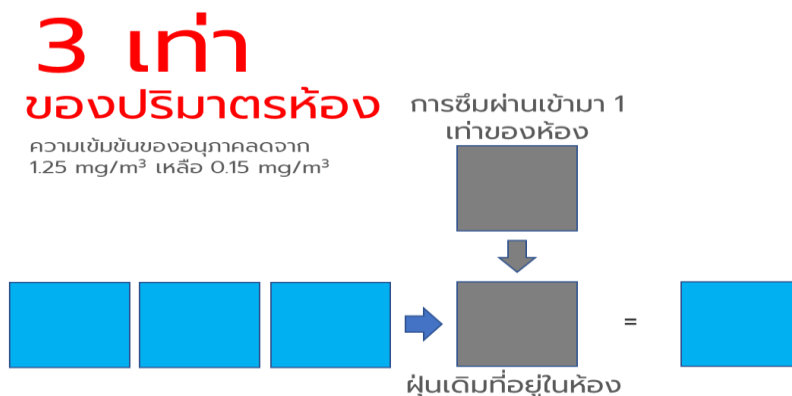 3 เท่า
ของปริมาตรห้อง
ความเข้มข้นของอนุภาคลดจาก
1.25 mg/m³ เหลือ 0.15 mg/m³
การซึมผ่านเข้ามา 1
เท่าของห้อง
=
ฝุ่นเดิมที่อยู่ในห้อง